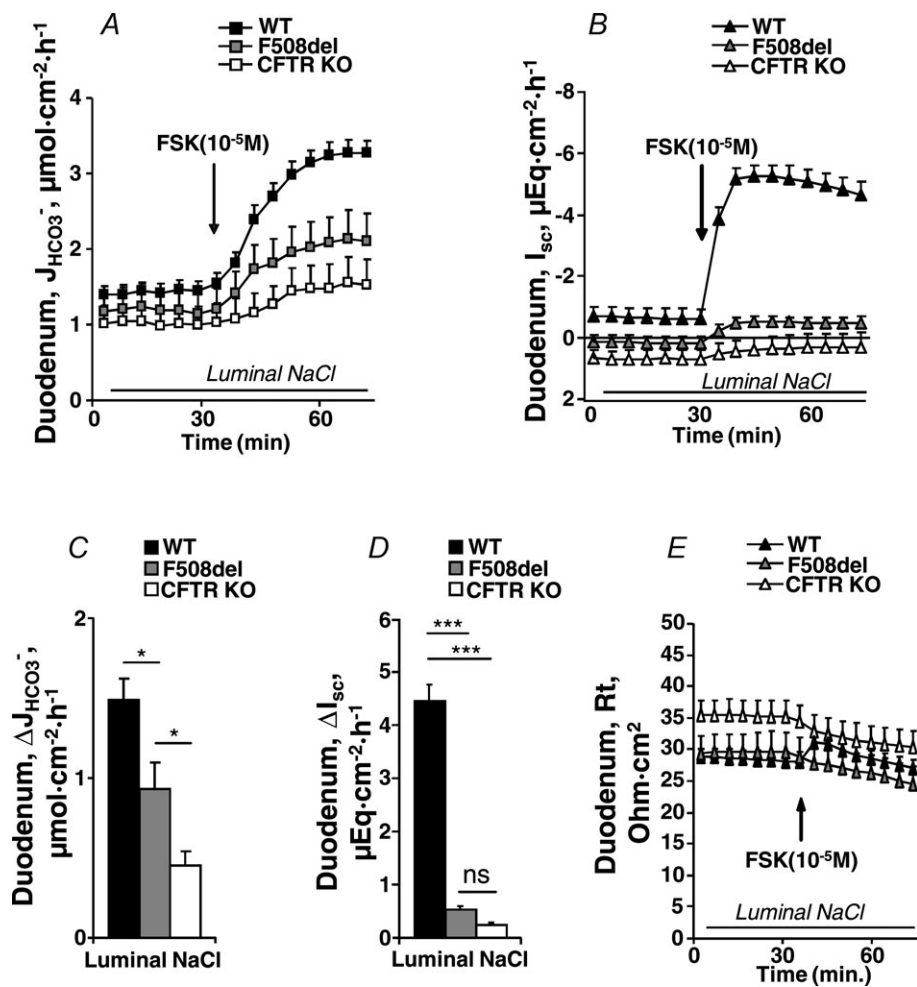 A
WT
F508del
CFTR KO
Duodenum, JHCO3-, µmol·cm-2·h-1
4
3
2
1
0
FSK(10-5M)
Luminal NaCl
0
30
60
Time (min)
B
WT
F508del
CFTR KO
Duodenum, Isc, µEq·cm-2·h-1
-8
-6
-4
-2
0
2
FSK(10-5M)
Luminal NaCl
0
30
60
Time (min)
C
WT
F508del
CFTR KO
Duodenum, ΔJHCO3-,
µmol·cm-2·h-1
2
1
0
*
*
Luminal NaCl
D
WT
F508del
CFTR KO
Duodenum, ΔIsc,
µEq·cm-2·h-1
6
5
4
3
2
1
0
***
***
ns
Luminal NaCl
E
WT
F508del
CFTR KO
Duodenum, Rt,
Ohm·cm2
50
45
40
35
30
25
20
15
10
5
0
FSK(10-5M)
Luminal NaCl
0
30
60
Time (min.)